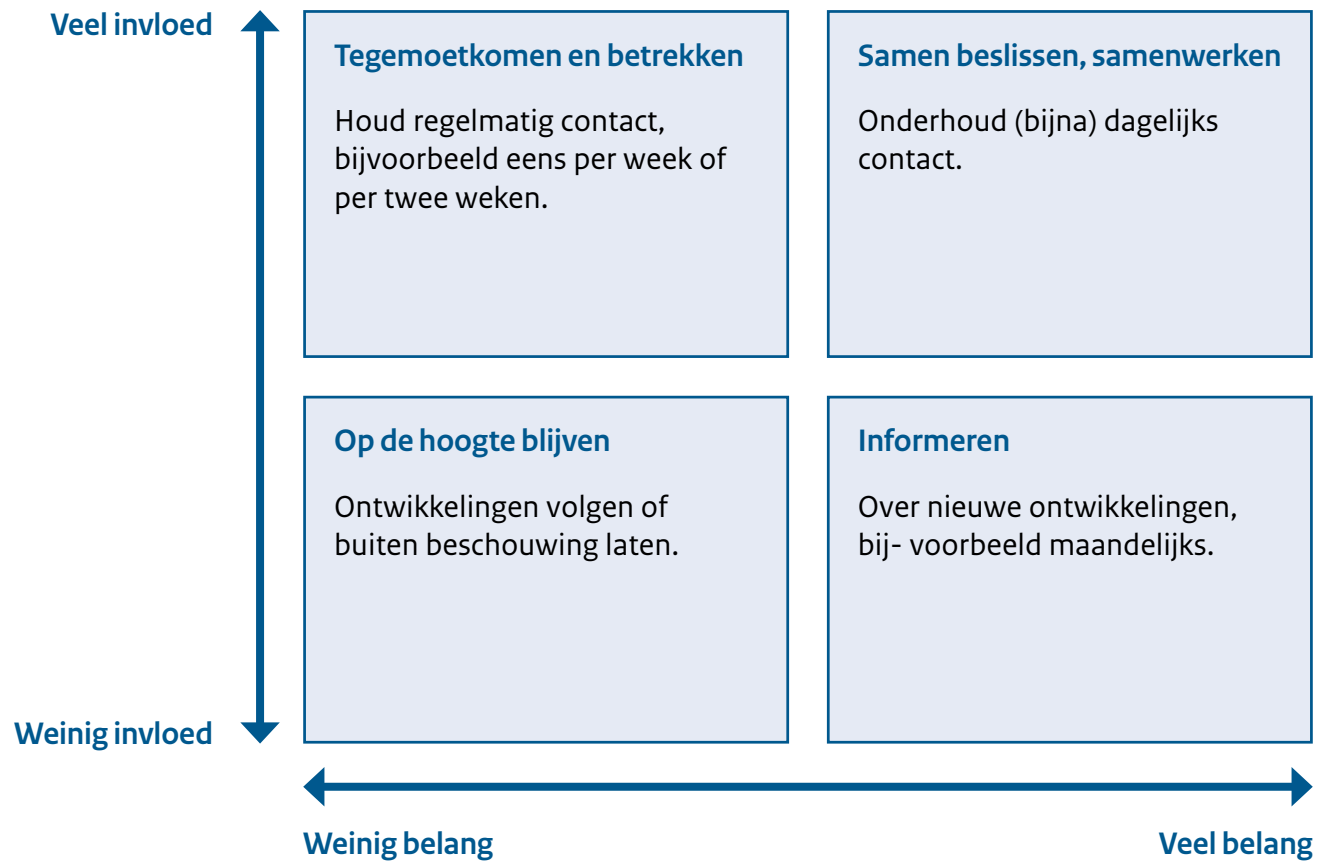 Veel invloed
Tegemoetkomen en betrekken
Houd regelmatig contact,
bijvoorbeeld eens per week of
per twee weken.
Samen beslissen, samenwerken
Onderhoud (bijna) dagelijks
contact.
Op de hoogte blijven
Ontwikkelingen volgen of
buiten beschouwing laten.
Informeren
Over nieuwe ontwikkelingen,
bij- voorbeeld maandelijks.
Weinig invloed
Weinig belang
Veel belang